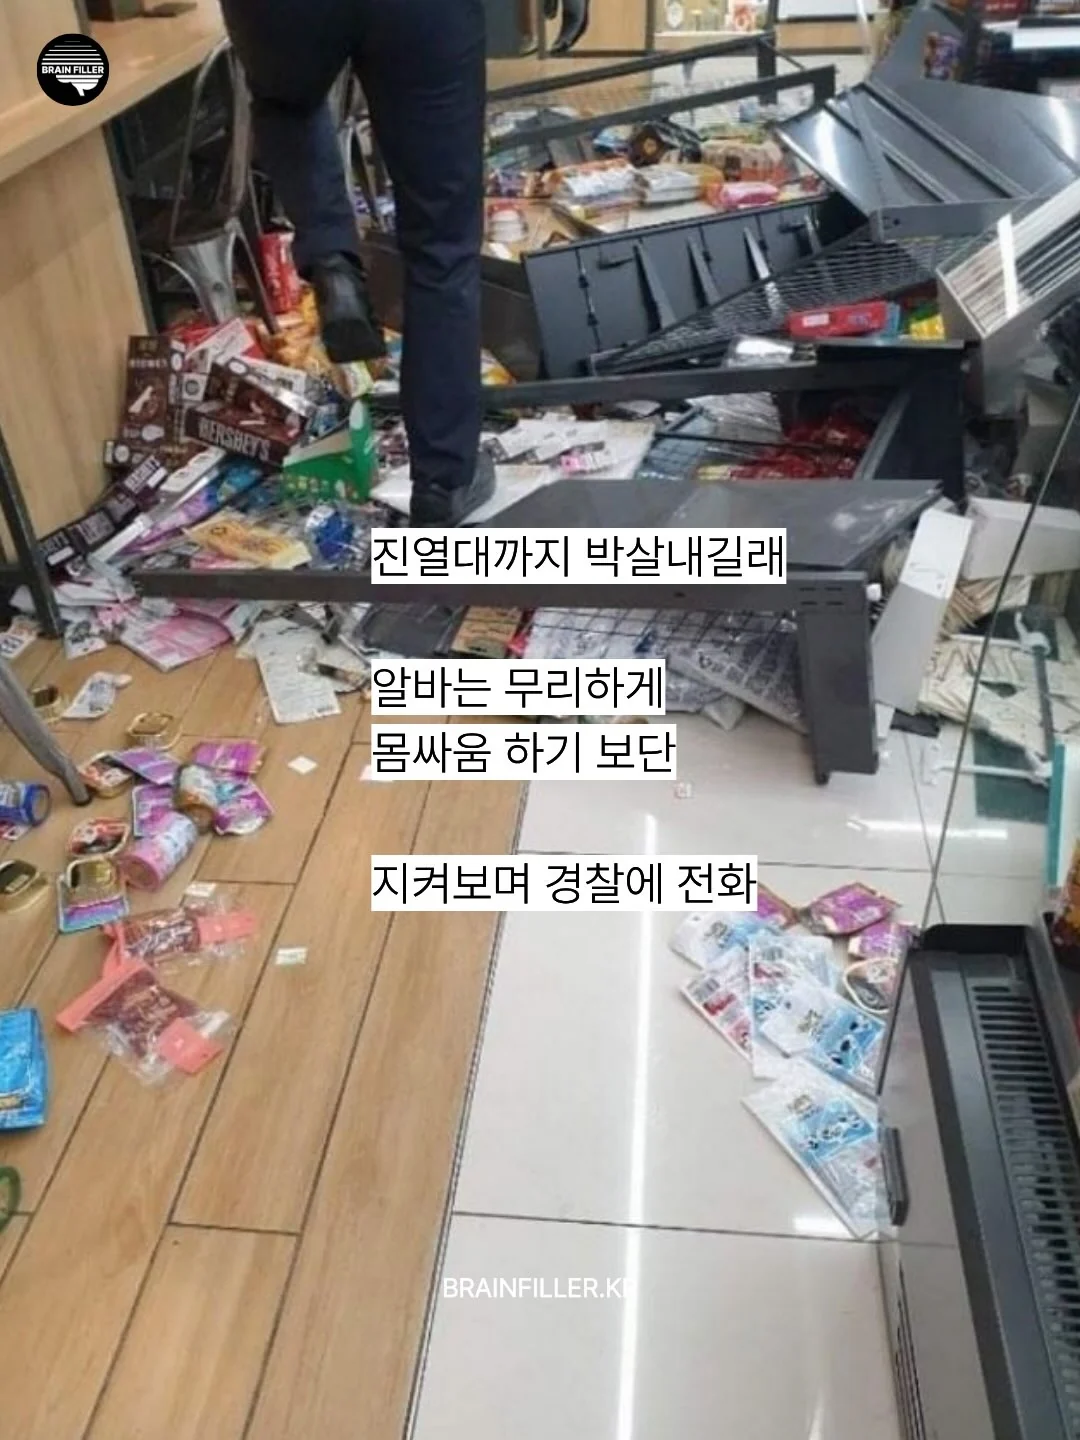 BRAIN FILLER
HERSHEY'S
진열대까지 박살내길래
알바는 무리하게
몸싸움 하기 보단
지켜보며 경찰에 전화
BRAINFILLER.KR